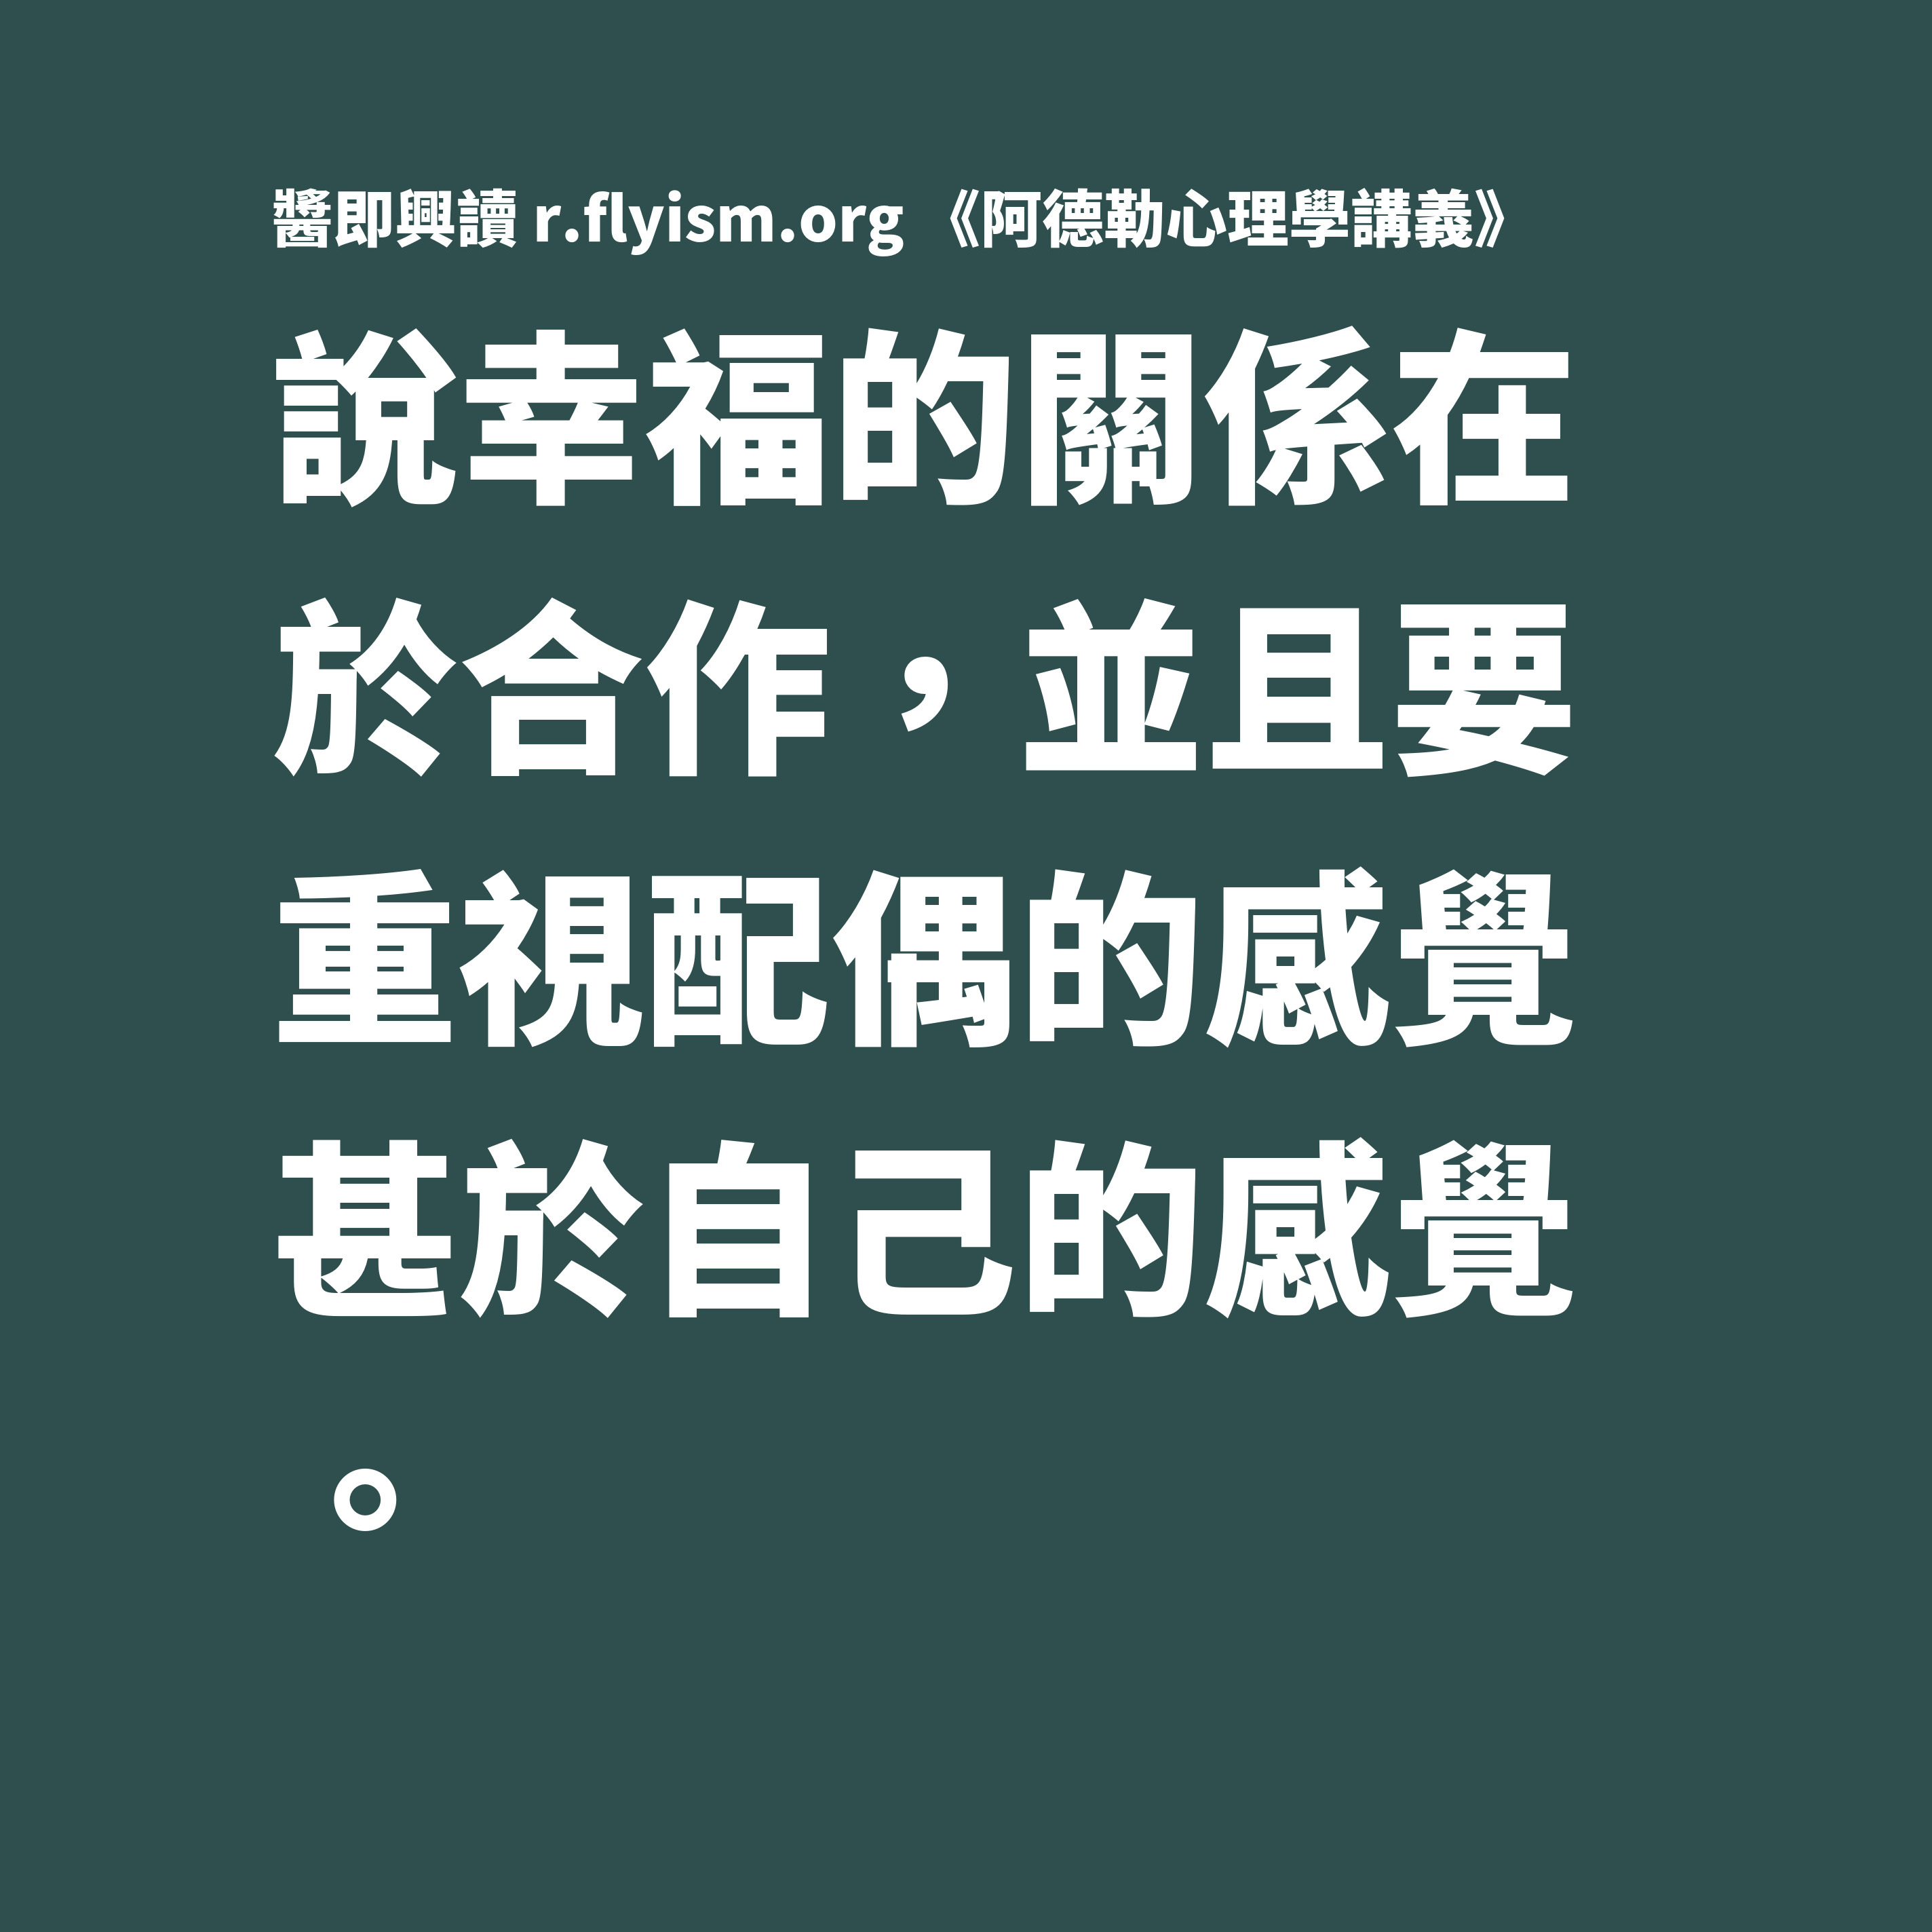 豔即閱讀 r.flyism.org 《阿德勒心理學講義》
說幸福的關係在
於合作，並且要
重視配偶的感覺
甚於自己的感覺
。